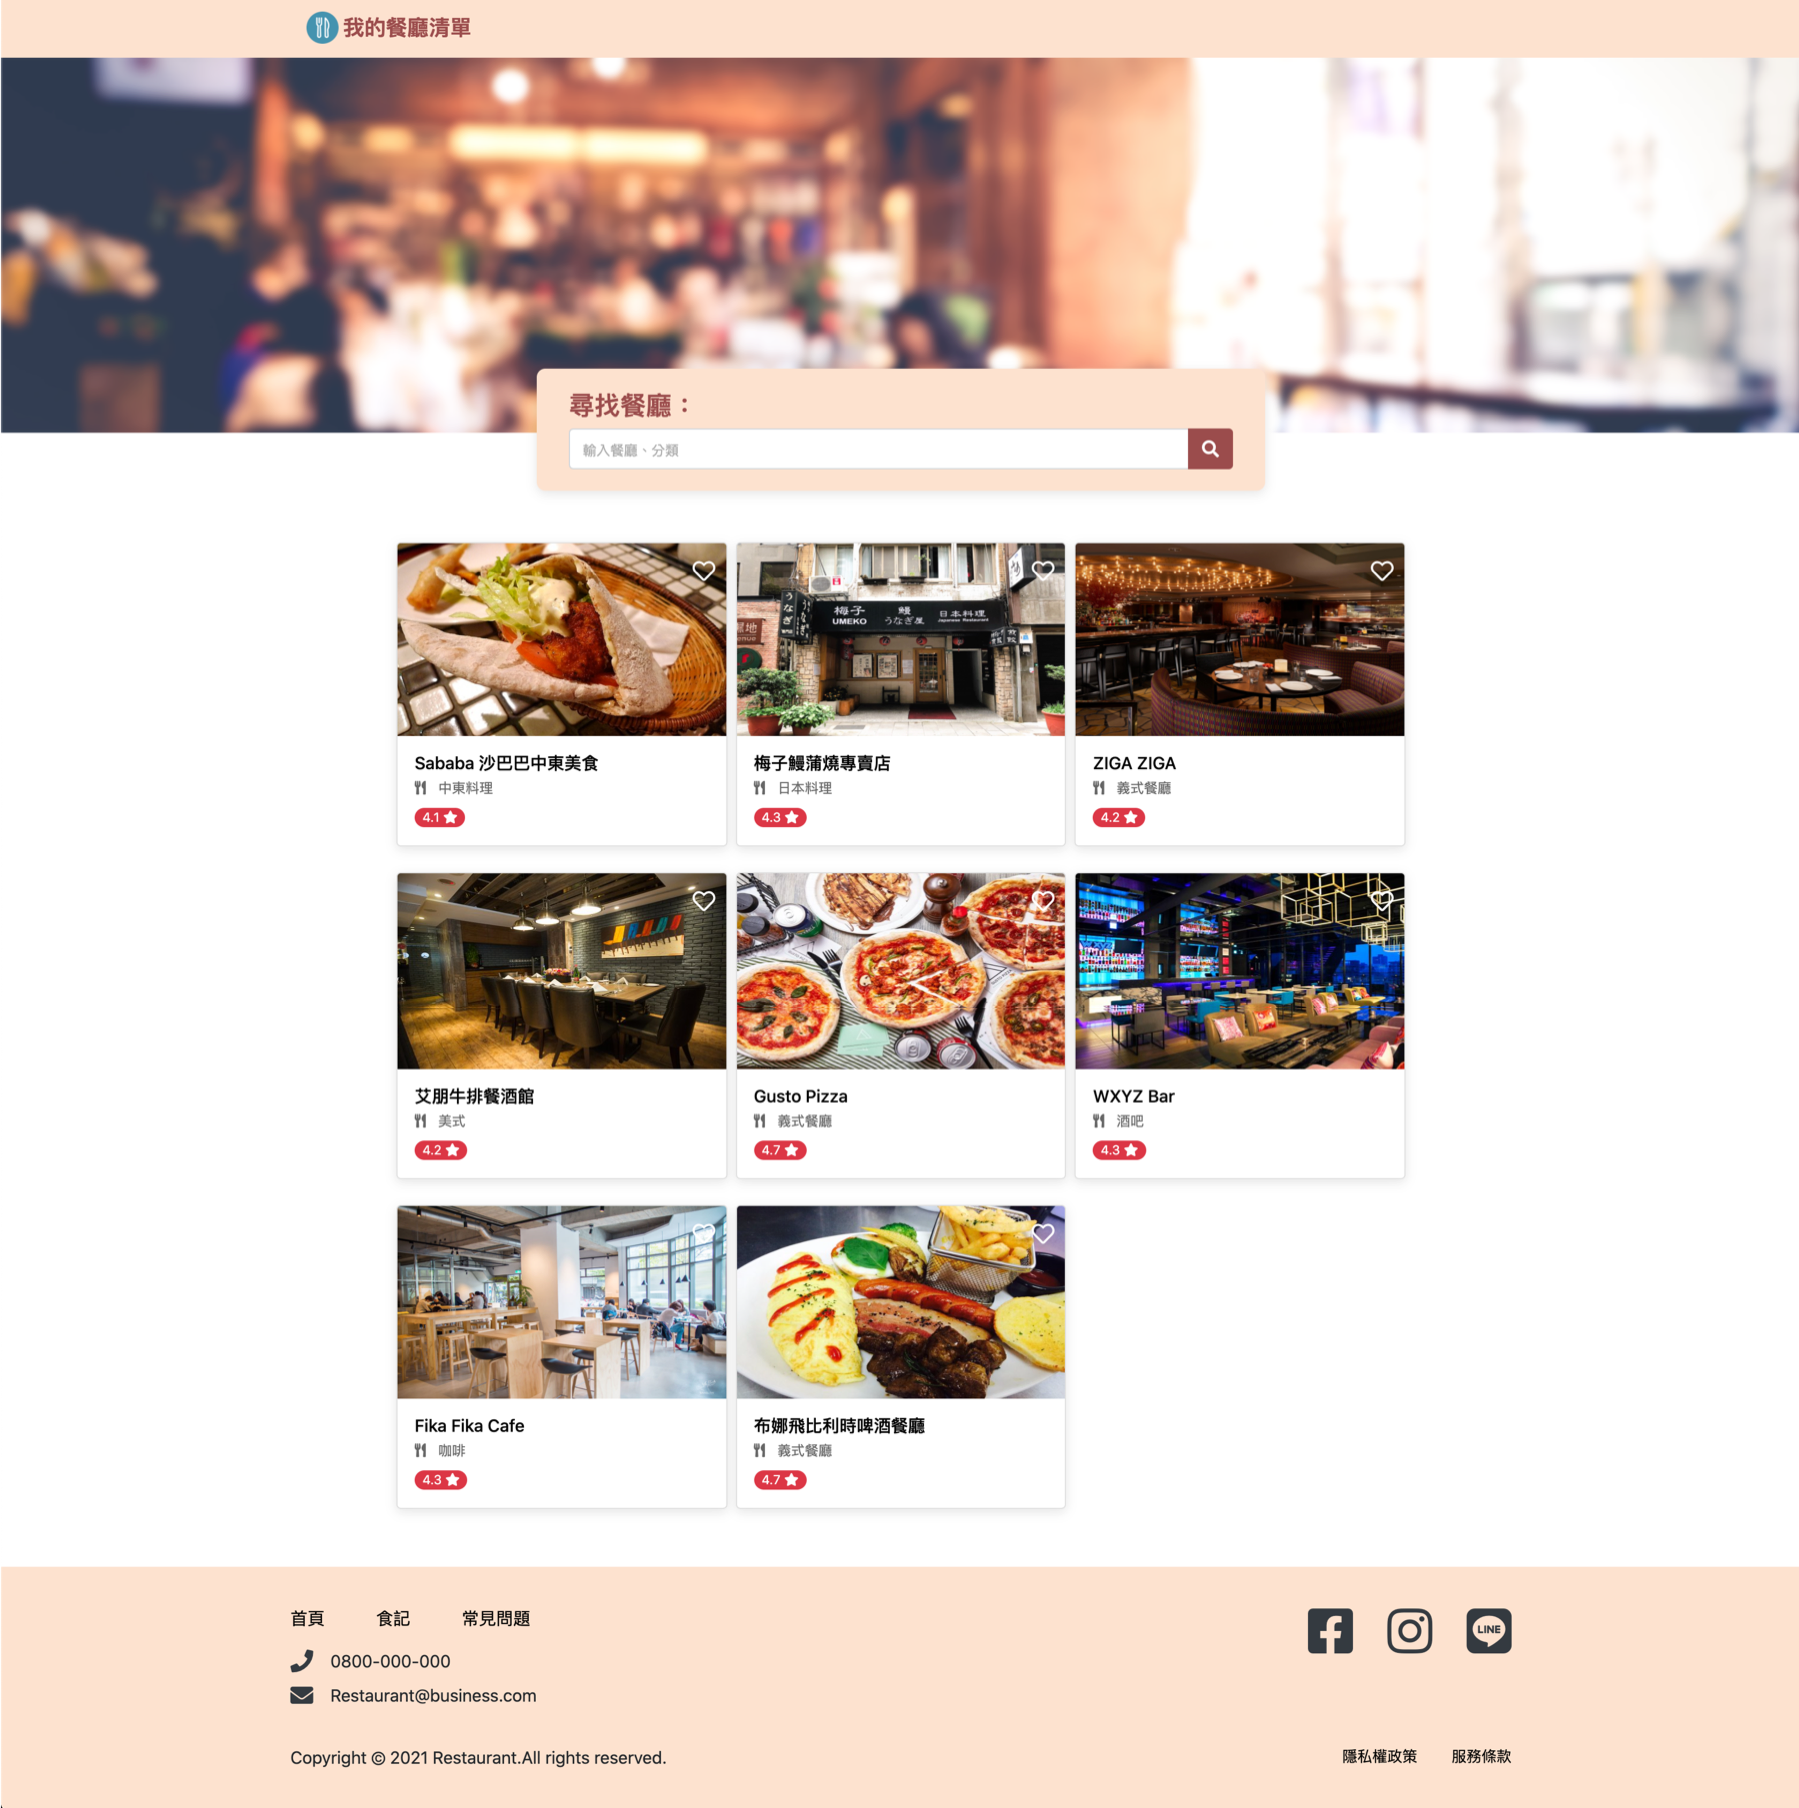 我的餐廳清單
尋找餐廳：
輸入餐廳、分類
梅子 鰻 日本料理
UMEKO うなぎ屋 Japanese Restaurant
Sababa 沙巴巴中東美食
中東料理
4.1
梅子鰻蒲燒專賣店
日本料理
4.3
ZIGA ZIGA
義式餐廳
4.2
艾朋牛排餐酒館
美式
4.2
Gusto Pizza
義式餐廳
4.7
WXYZ Bar
酒吧
4.3
Fika Fika Cafe
咖啡
4.3
布娜飛比利時啤酒餐廳
義式餐廳
4.7
首頁 食記 常見問題
LINE
0800-000-000
Restaurant@business.com
Copyright © 2021 Restaurant.All rights reserved.
隱私權政策 服務條款